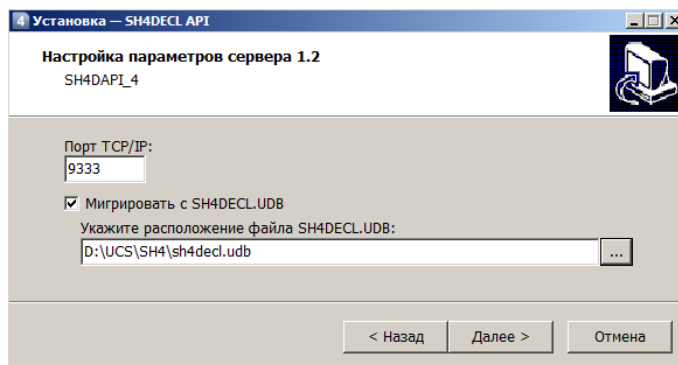 4 Установка — SH4DECL API
Настройка параметров сервера 1.2
SH4DAPI_4
Порт TCP/IP:
9333
Мигрировать с SH4DECL.UDB
Укажите расположение файла SH4DECL.UDB:
D:\UCS\SH4\sh4decl.udb
...
< Назад
Далее >
Отмена